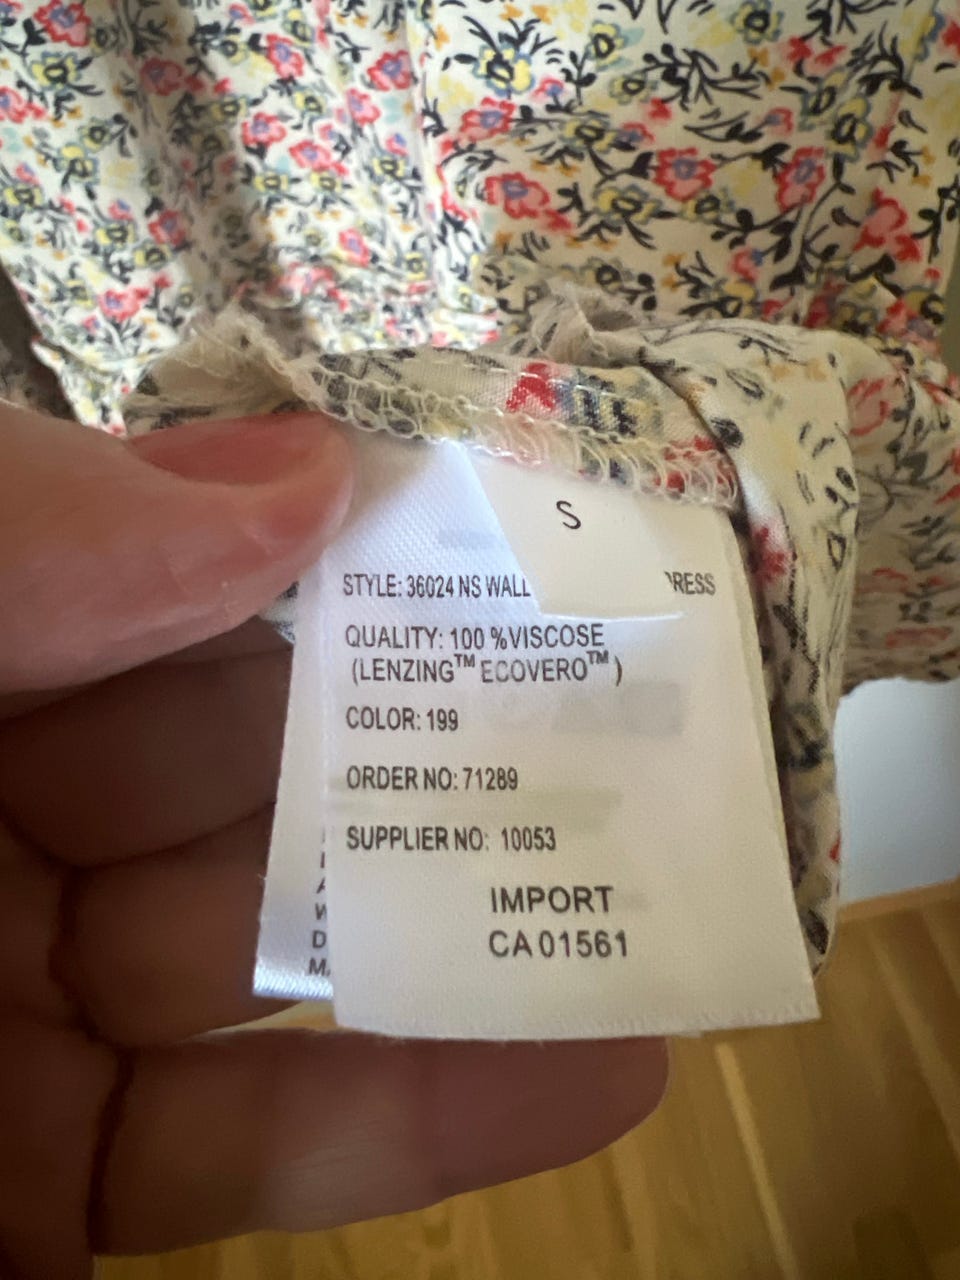 S
STYLE: 36024 NS WALL RESS
QUALITY: 100 %VISCOSE
(LENZING™ ECOVERO™)
COLOR: 199
ORDER NO: 71289
SUPPLIER NO: 10053
IMPORT
CA 01561
W
D
M